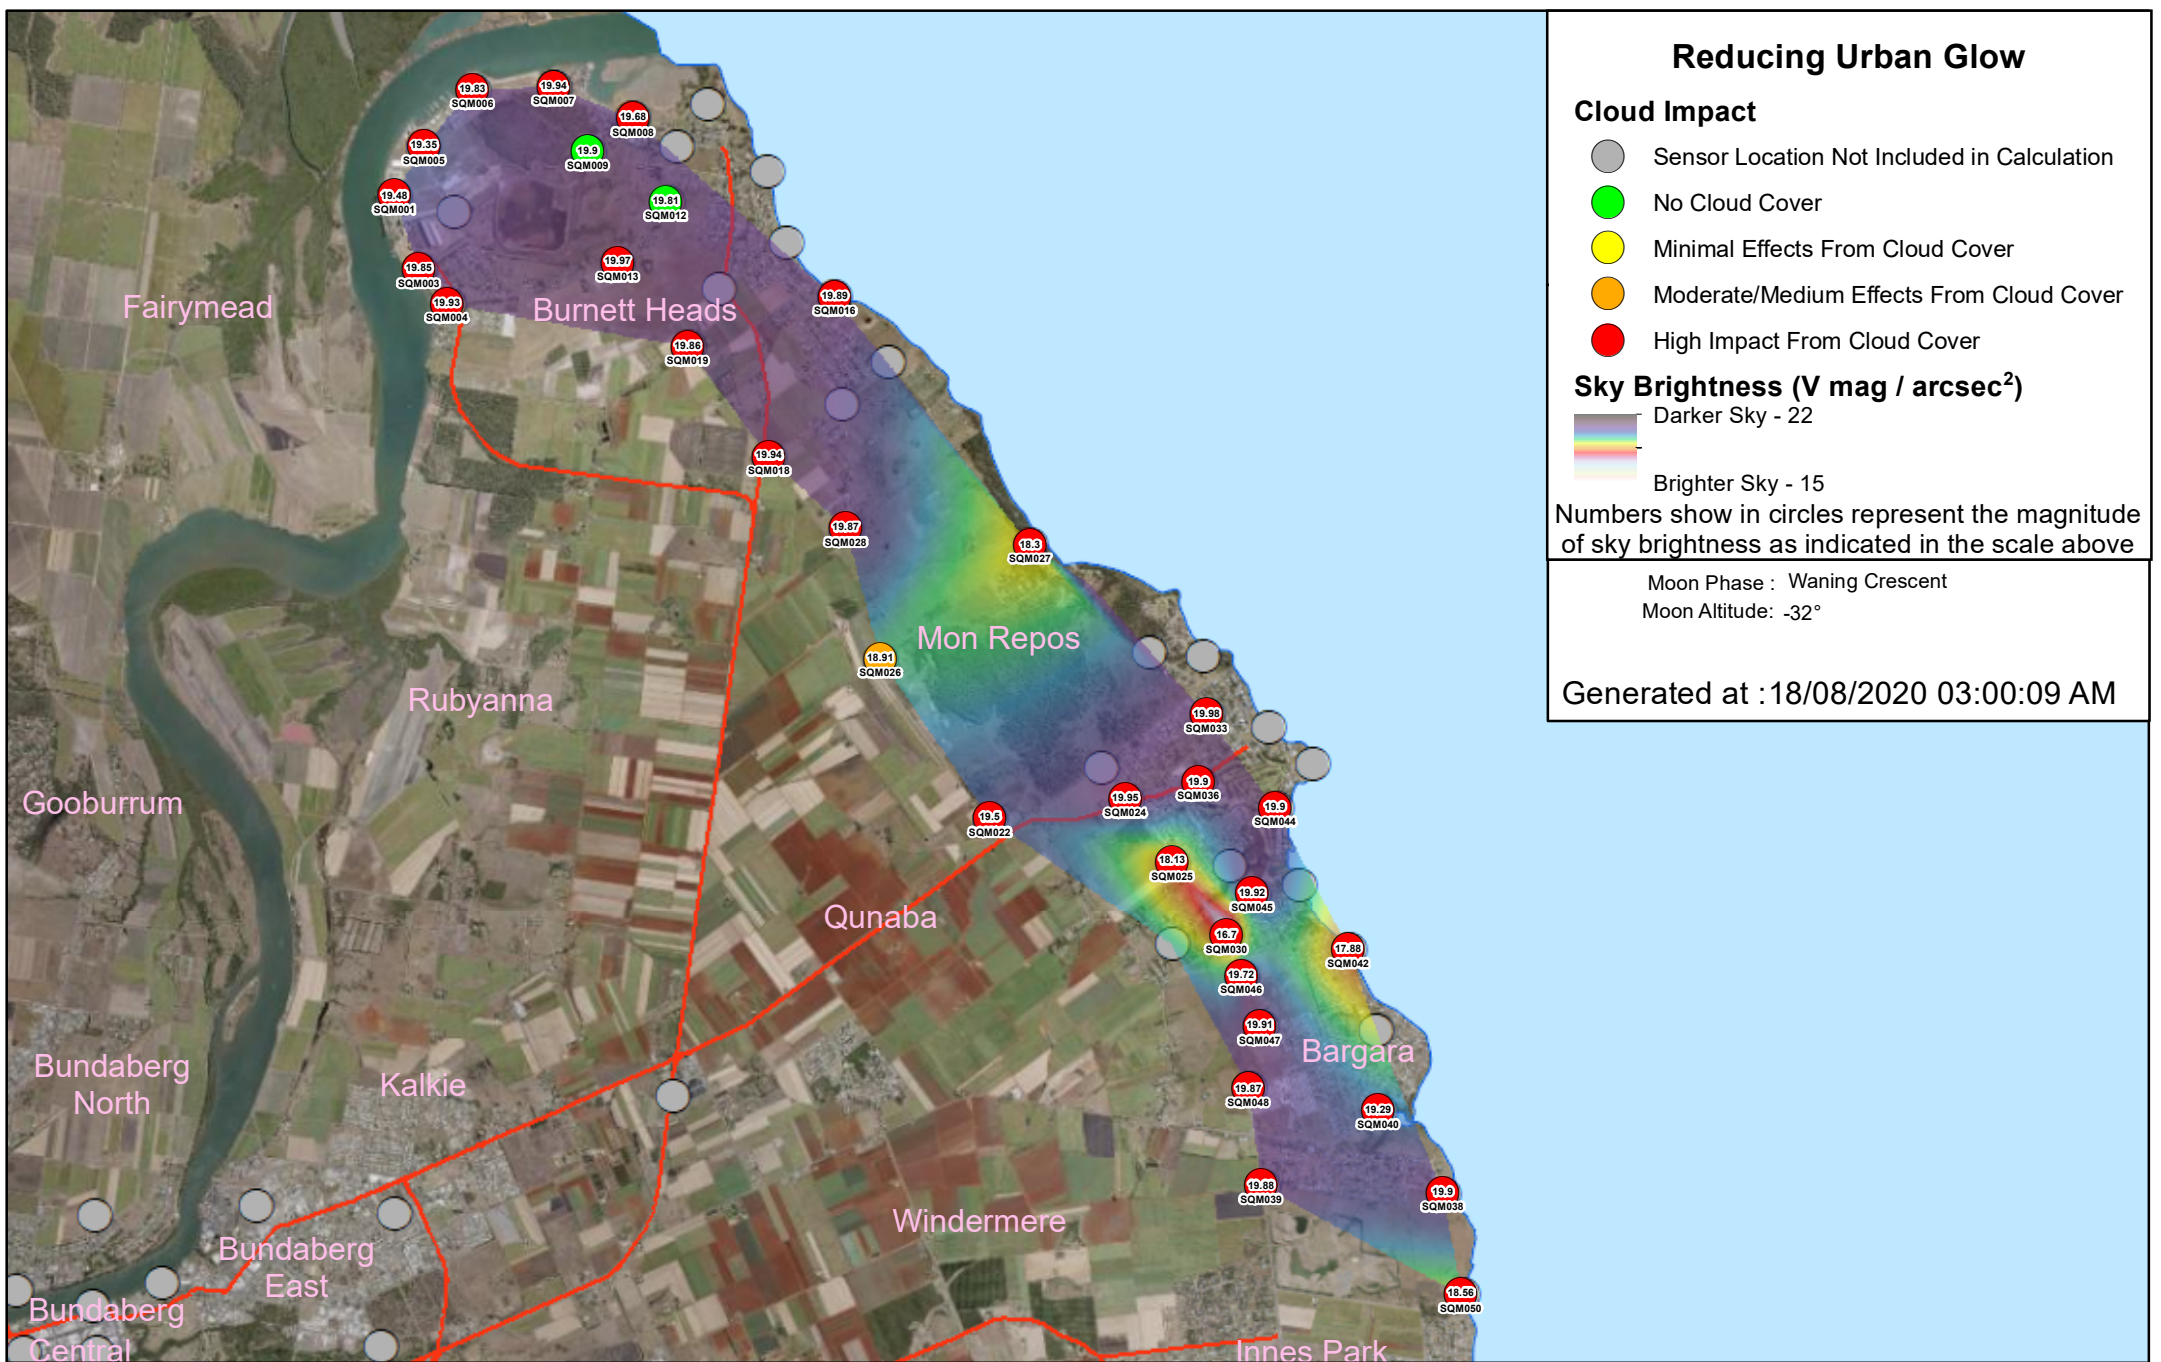 Reducing Urban Glow
Cloud Impact
Sensor Location Not Included in Calculation
No Cloud Cover
Minimal Effects From Cloud Cover
Moderate/Medium Effects From Cloud Cover
High Impact From Cloud Cover
Sky Brightness (V mag / arcsec²)
Darker Sky - 22
Brighter Sky - 15
Numbers show in circles represent the magnitude
of sky brightness as indicated in the scale above
Moon Phase : Waning Crescent
Moon Altitude: -32°
Generated at :18/08/2020 03:00:09 AM
19.83
SQM006
19.94
SQM007
19.68
SQM008
19.35
SQM005
19.9
SQM009
19.48
SQM001
19.81
SQM012
19.85
SQM003
19.97
SQM013
19.93
SQM004
19.89
SQM016
Fairymead
Burnett Heads
19.86
SQM019
19.94
SQM018
19.87
SQM028
18.3
SQM027
Mon Repos
18.91
SQM026
Rubyanna
19.98
SQM033
19.9
SQM036
19.95
SQM024
19.9
SQM044
19.5
SQM022
Gooburrum
18.13
SQM025
19.92
SQM045
Qunaba
16.7
SQM030
17.88
SQM042
19.72
SQM046
19.91
SQM047
Bargara
Bundaberg
North
Kalkie
19.87
SQM048
19.29
SQM040
19.88
SQM039
19.9
SQM038
Windermere
Bundaberg
East
18.56
SQM050
Bundaberg
Central
Innes Park